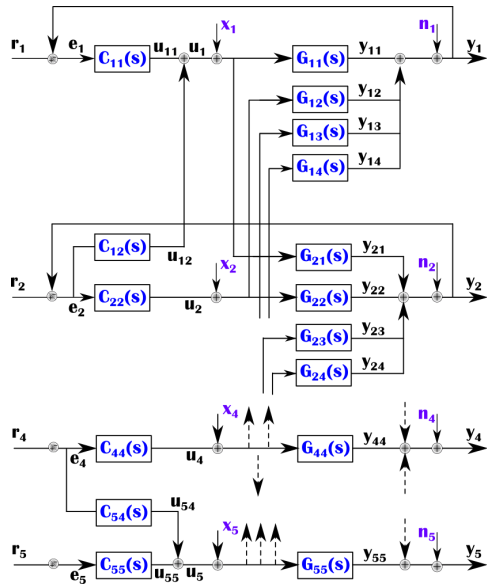 x₁ n₁
r₁ e₁ C₁₁(s) u₁₁ u₁ G₁₁(s) y₁₁ y₁
G₁₂(s) y₁₂
G₁₃(s) y₁₃
G₁₄(s) y₁₄
C₁₂(s) u₁₂ x₂ G₂₁(s) y₂₁ n₂
r₂ e₂ C₂₂(s) u₂ G₂₂(s) y₂₂ y₂
G₂₃(s) y₂₃
G₂₄(s) y₂₄
x₄ n₄
r₄ e₄ C₄₄(s) u₄ G₄₄(s) y₄₄ y₄
C₅₄(s) u₅₄ x₅ n₅
r₅ e₅ C₅₅(s) u₅₅ u₅ G₅₅(s) y₅₅ y₅